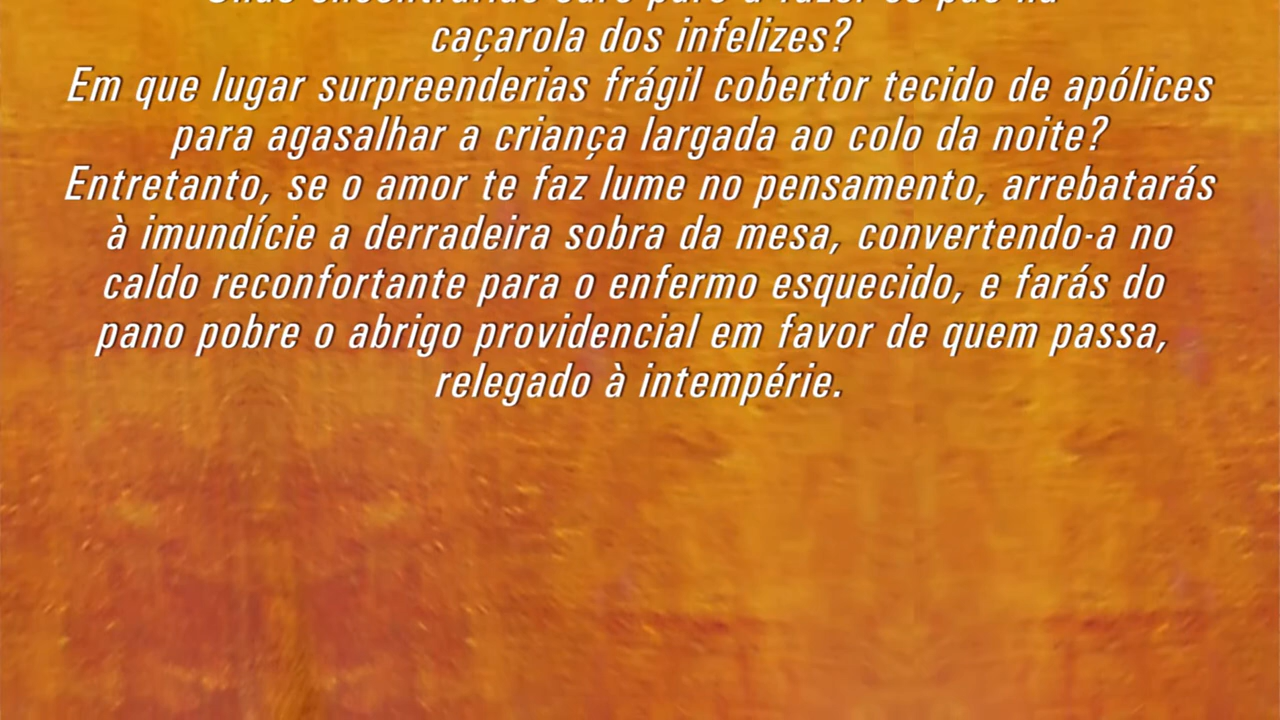 caçarola dos infelizes?
Em que lugar surpreenderias frágil cobertor tecido de apólices
para agasalhar a criança largada ao colo da noite?
Entretanto, se o amor te faz lume no pensamento, arrebatarás
à imundície a derradeira sobra da mesa, convertendo-a no
caldo reconfortante para o enfermo esquecido, e farás do
pano pobre o abrigo providencial em favor de quem passa,
relegado à intempérie.